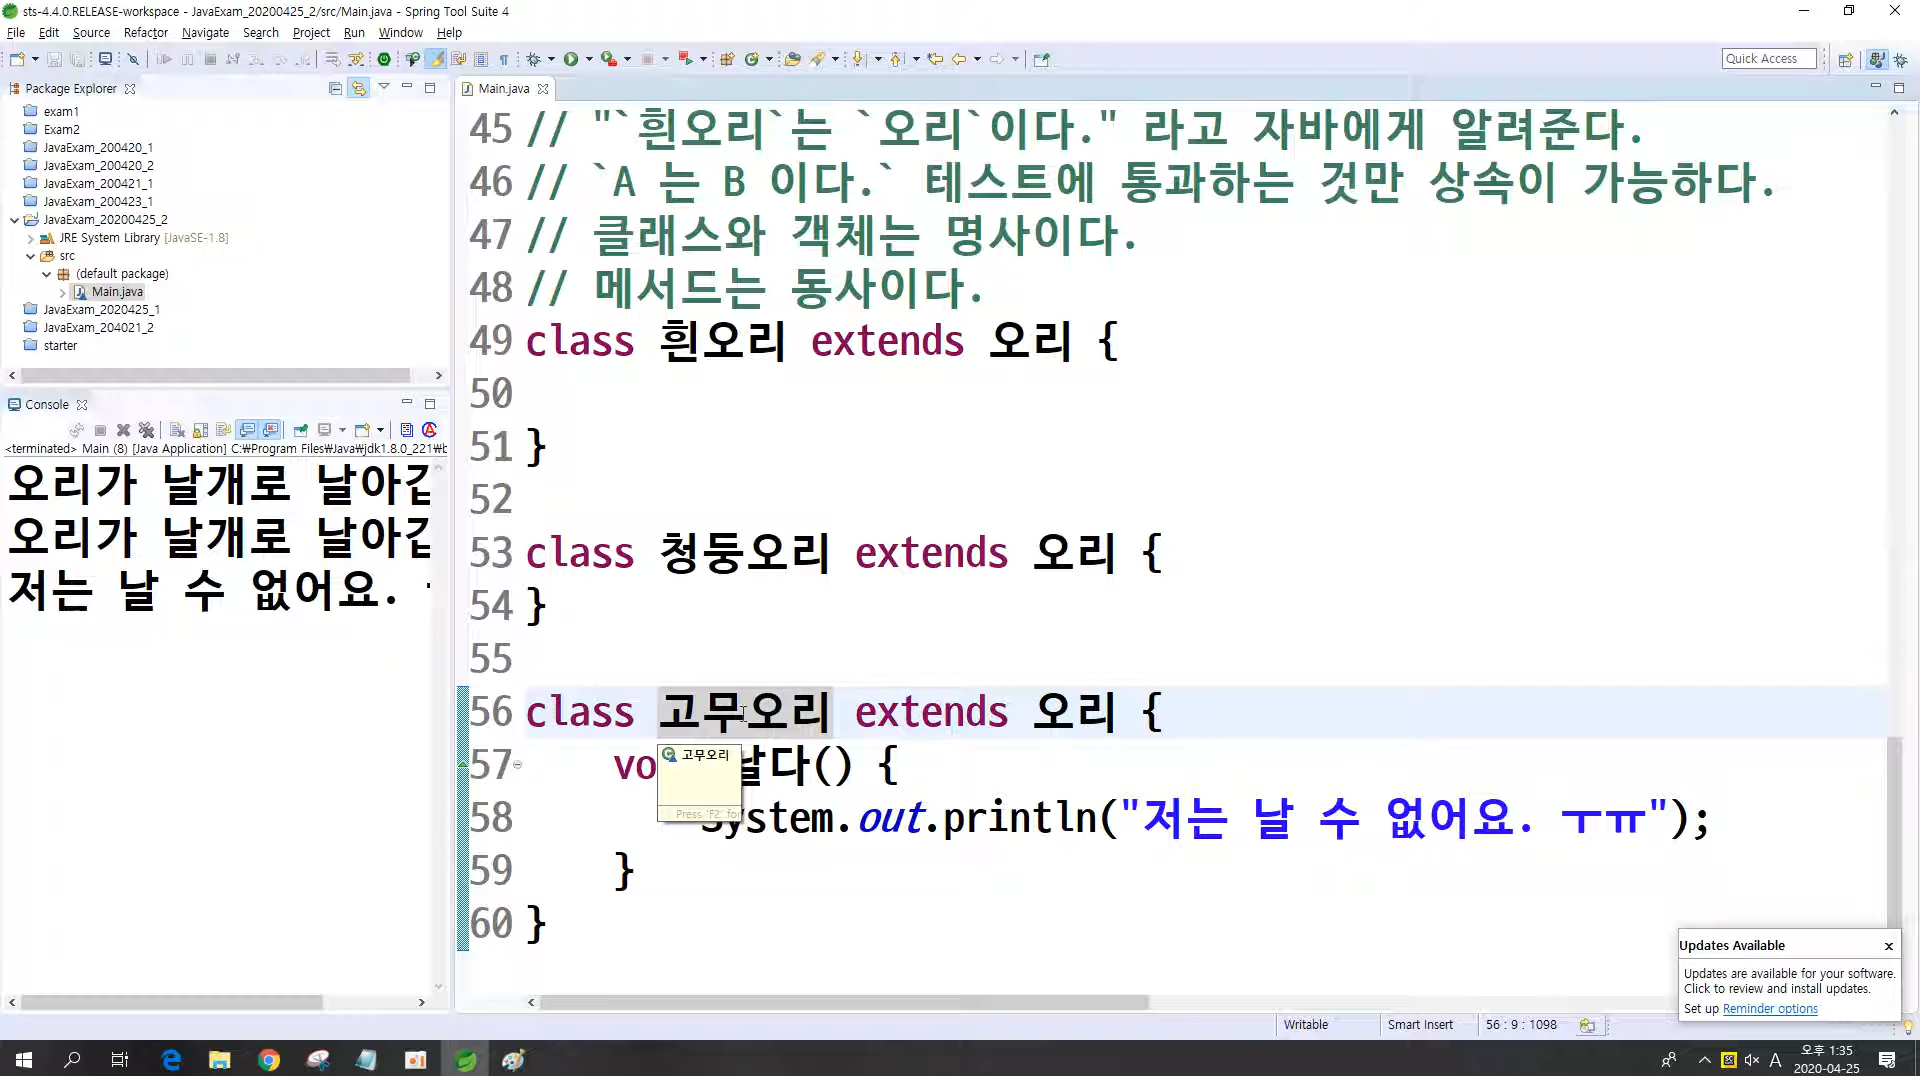 sts-4.4.0.RELEASE-workspace - JavaExam_20200425_2/src/Main.java - Spring Tool Suite 4
File Edit Source Refactor Navigate Search Project Run Window Help
Quick Access
Package Explorer
exam1
Exam2
JavaExam_200420_1
JavaExam_200420_2
JavaExam_200421_1
JavaExam_200423_1
JavaExam_20200425_2
JRE System Library [JavaSE-1.8]
src
(default package)
Main.java
JavaExam_2020425_1
JavaExam_204021_2
starter
Console
<terminated> Main (8) [Java Application] C:₩Program Files₩Java₩jdk1.8.0_221₩b
오리가 날개로 날아갑
오리가 날개로 날아갑
저는 날 수 없어요.
Main.java
45 // "`흰오리`는 `오리`이다." 라고 자바에게 알려준다.
46 // `A 는 B 이다.` 테스트에 통과하는 것만 상속이 가능하다.
47 // 클래스와 객체는 명사이다.
48 // 메서드는 동사이다.
49 class 흰오리 extends 오리 {
50
51 }
52
53 class 청둥오리 extends 오리 {
54 }
55
56 class 고무오리 extends 오리 {
57 vo 날다() {
고무오리
Press 'F2' for
58 System.out.println("저는 날 수 없어요. ㅜㅠ");
59 }
60 }
Updates Available
Updates are available for your software.
Click to review and install updates.
Set up Reminder options
Writable Smart Insert 56 : 9 : 1098
A
오후 1:35
2020-04-25